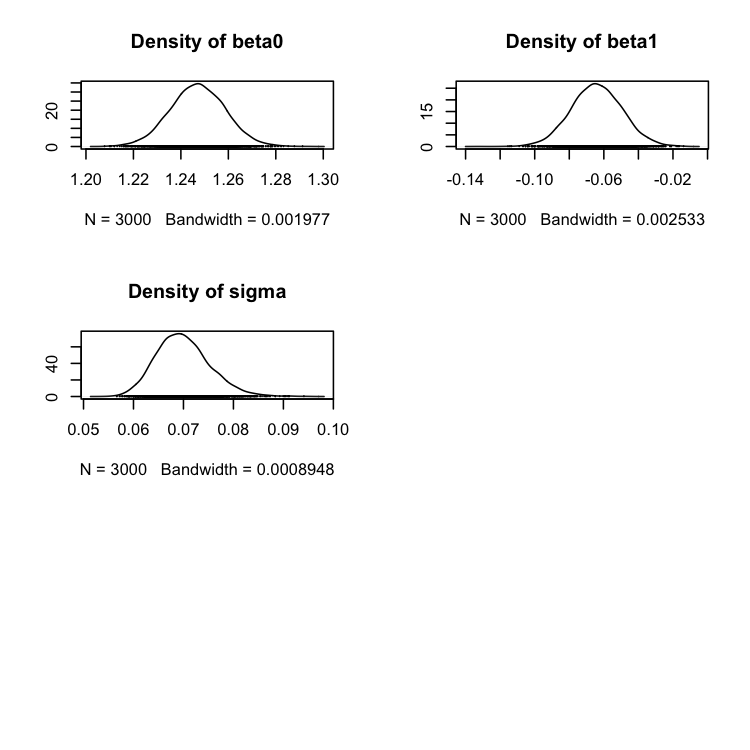 Density of beta0
20
0
1.20 1.22 1.24 1.26 1.28 1.30
N = 3000 Bandwidth = 0.001977
Density of beta1
15
0
-0.14 -0.10 -0.06 -0.02
N = 3000 Bandwidth = 0.002533
Density of sigma
40
0
0.05 0.06 0.07 0.08 0.09 0.10
N = 3000 Bandwidth = 0.0008948